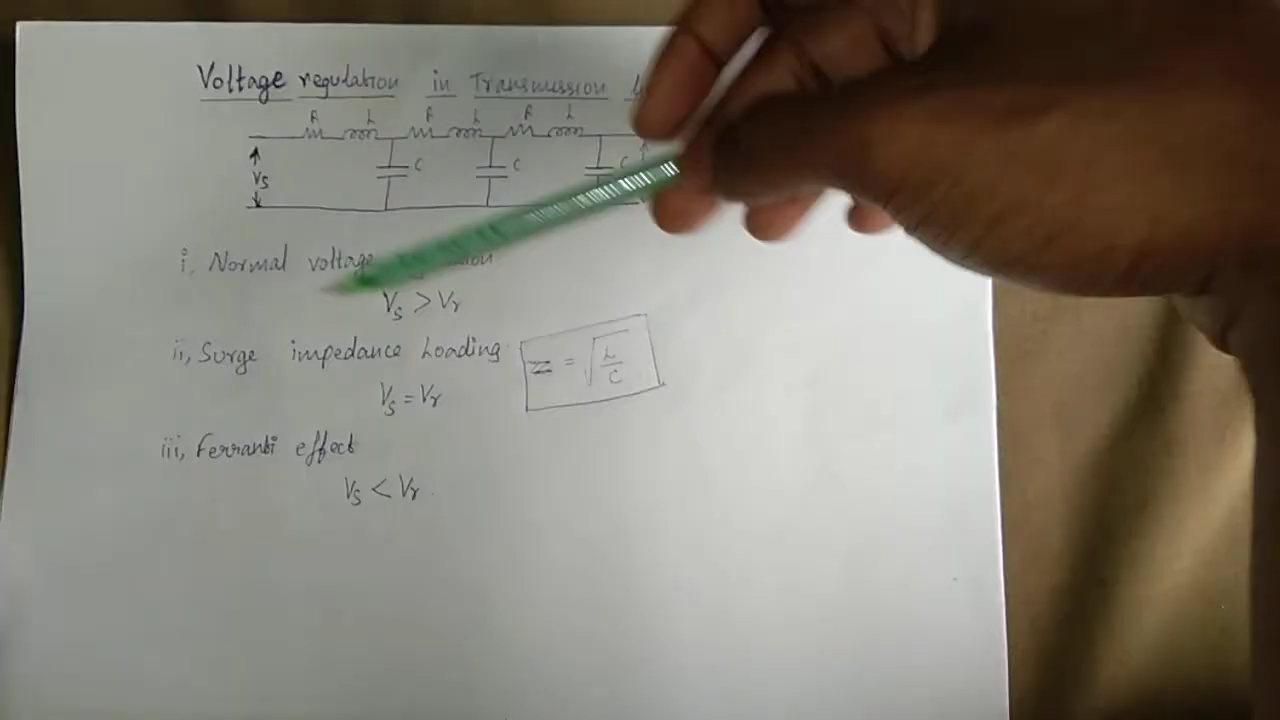 Voltage regulation in Transmission
R L R L R L
C C C
Vs
i, Normal voltage
Vs > Vr
ii, Surge impedance Loading
Z = √L/C
Vs = Vr
iii, Ferranti effect
Vs < Vr